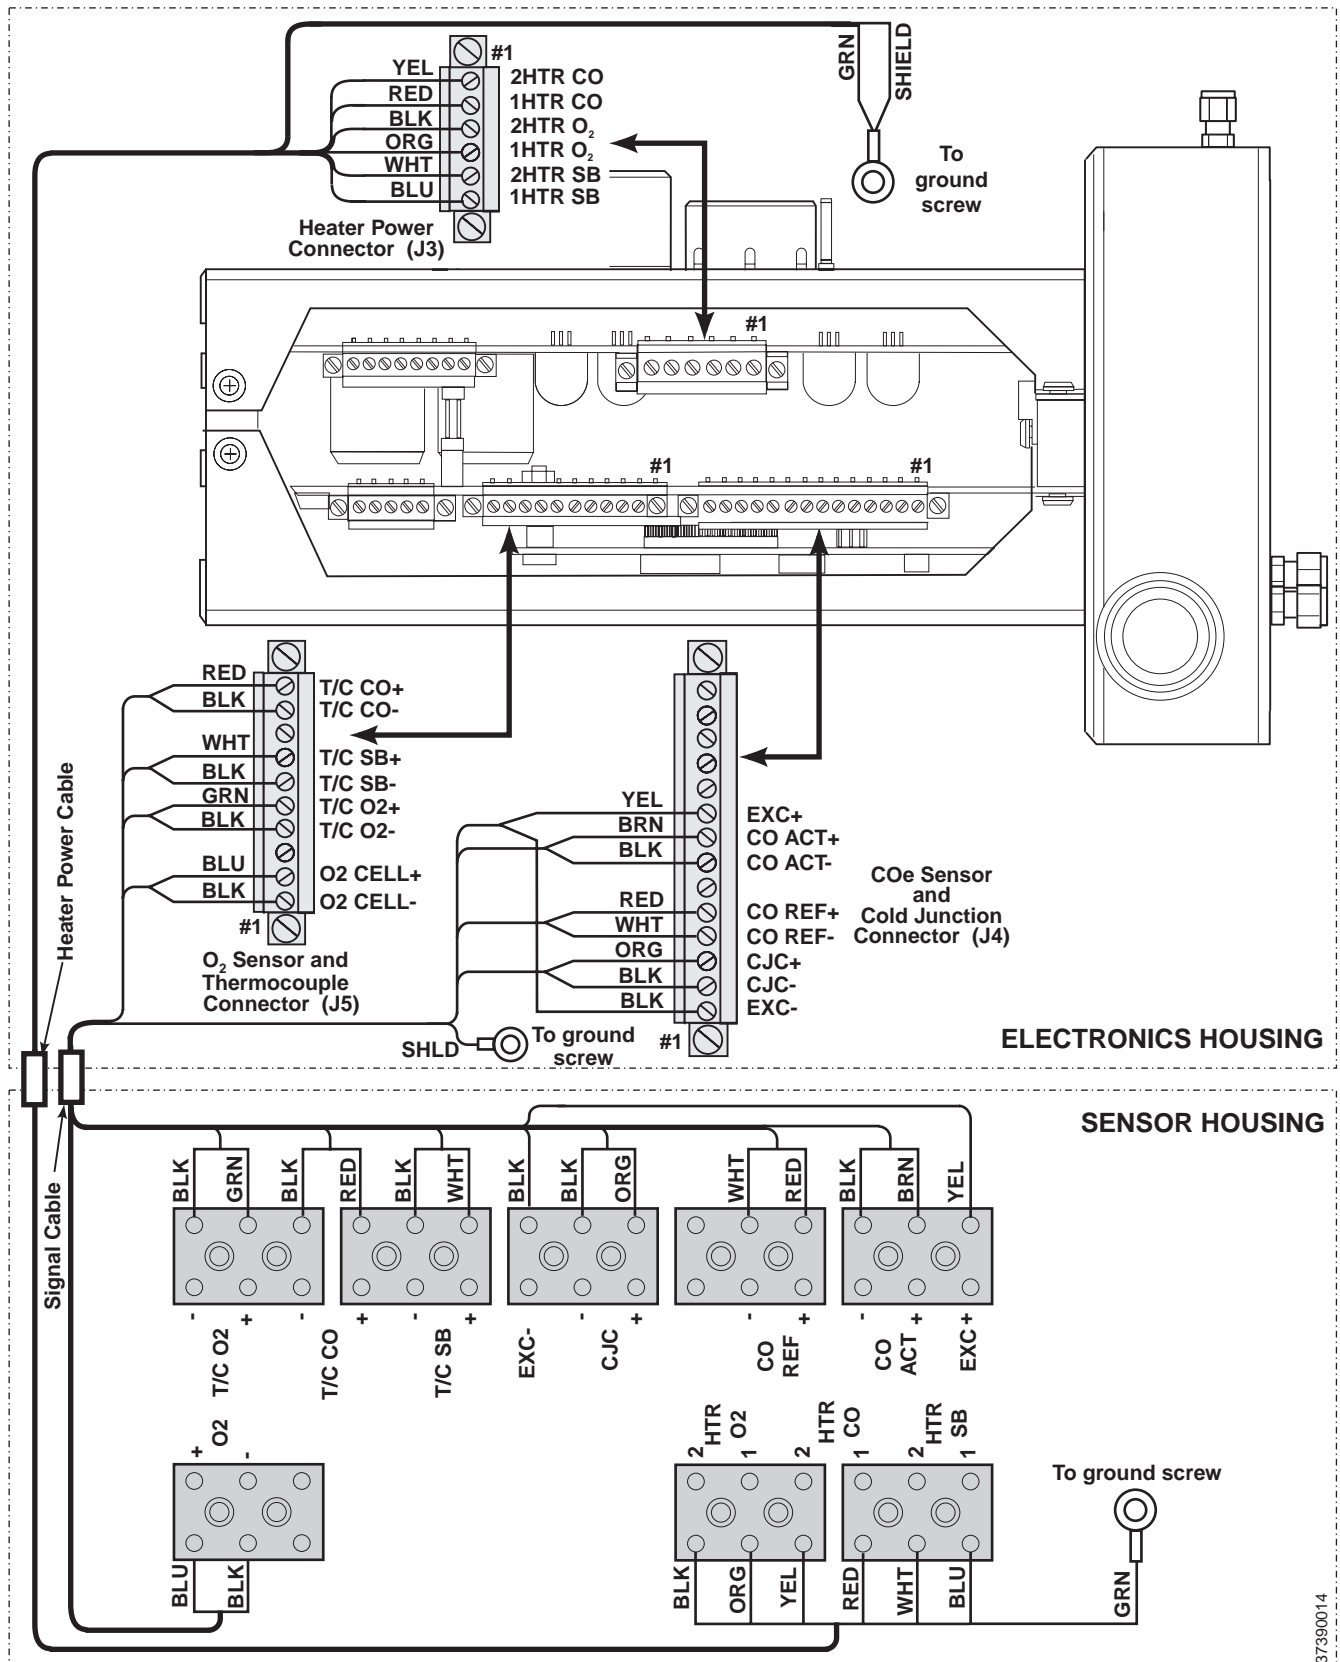 #1
YEL 2HTR CO
RED 1HTR CO
BLK 2HTR O2
ORG 1HTR O2
WHT 2HTR SB
BLU 1HTR SB
Heater Power
Connector (J3)
GRN
SHIELD
To
ground
screw
#1
#1
#1
RED T/C CO+
BLK T/C CO-
WHT T/C SB+
BLK T/C SB-
GRN T/C O2+
BLK T/C O2-
BLU O2 CELL+
BLK O2 CELL-
#1
O2 Sensor and
Thermocouple
Connector (J5)
YEL EXC+
BRN CO ACT+
BLK CO ACT-
RED CO REF+
WHT CO REF-
ORG CJC+
BLK CJC-
BLK EXC-
#1
COe Sensor
and
Cold Junction
Connector (J4)
Heater Power Cable
SHLD
To ground
screw
ELECTRONICS HOUSING
SENSOR HOUSING
Signal Cable
BLK
GRN
BLK
RED
BLK
WHT
BLK
BLK
ORG
WHT
RED
BLK
BRN
YEL
- T/C O2 +
- T/C CO +
- T/C SB +
EXC-
- CJC +
- CO REF +
- CO ACT +
EXC+
+ O2 -
BLU
BLK
2 HTR O2 1
2 HTR CO 1
2 HTR SB 1
BLK
ORG
YEL
RED
WHT
BLU
To ground screw
GRN
37390014